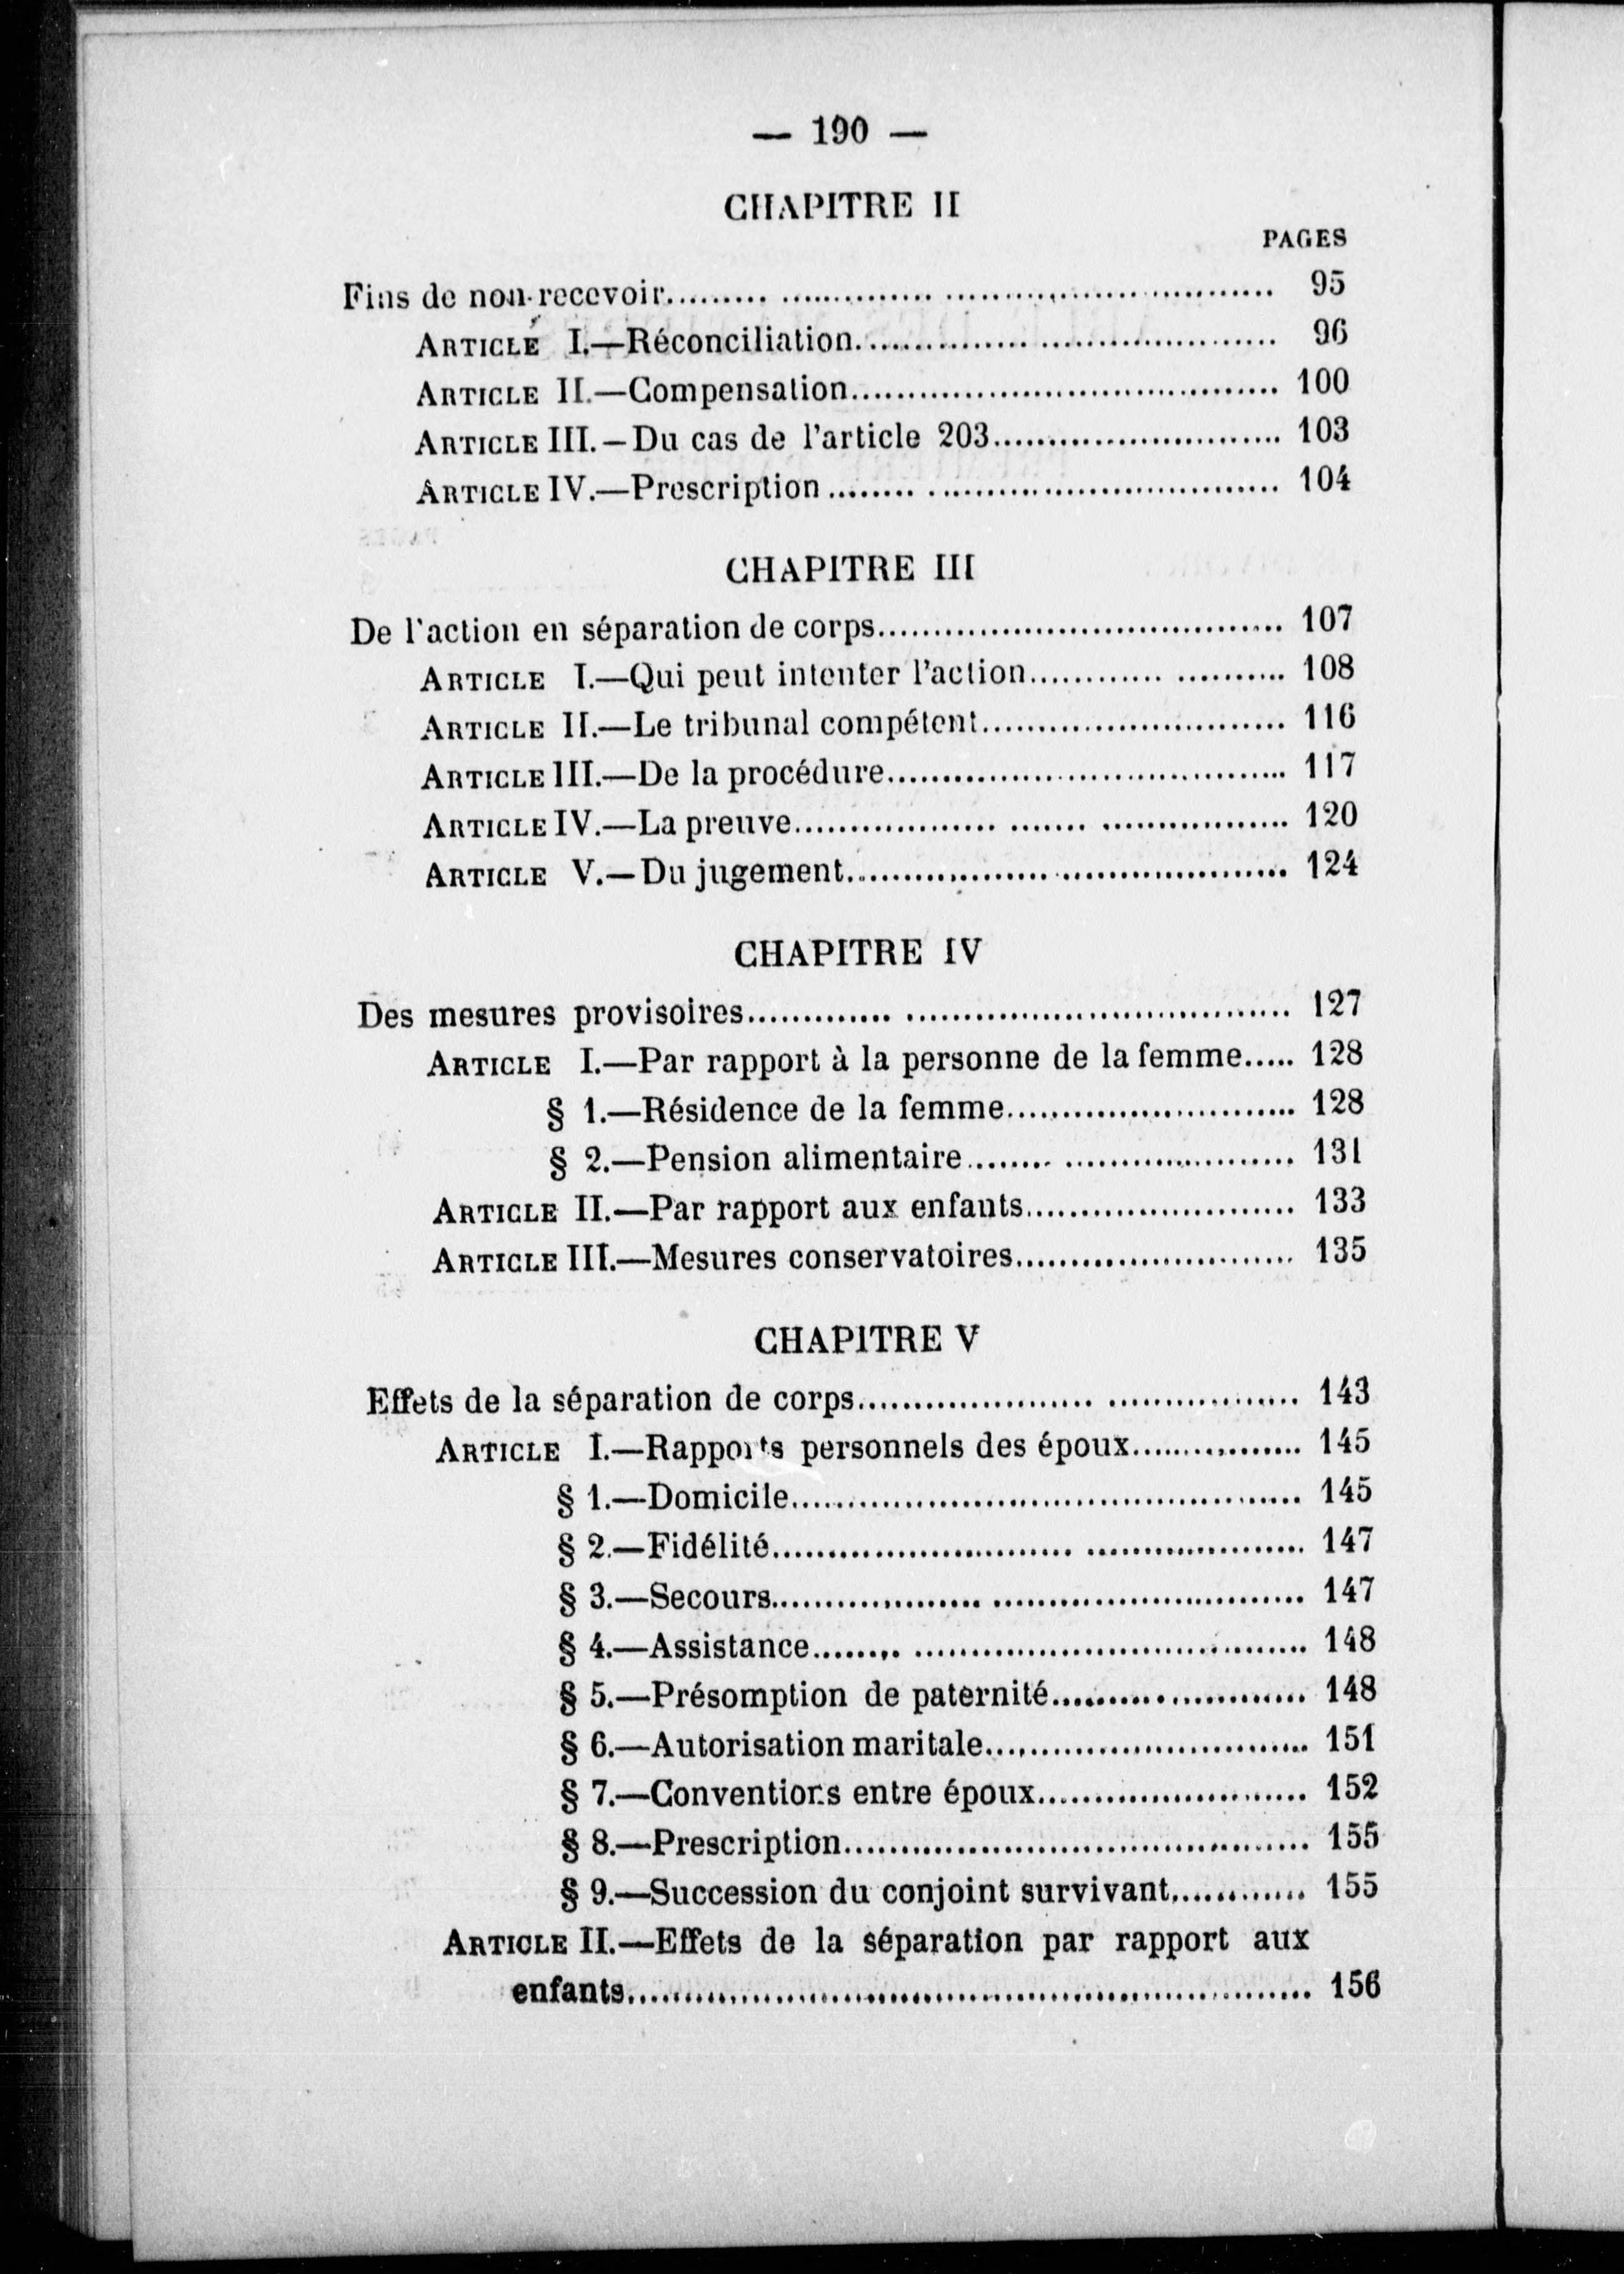 — 190 —
CHAPITRE II
PAGES
Fins de non-recevoir........................................ 95
ARTICLE I.—Réconciliation.................................... 96
ARTICLE II.—Compensation.................................... 100
ARTICLE III.—Du cas de l'article 203.......................... 103
ARTICLE IV.—Prescription.................................... 104
CHAPITRE III
De l'action en séparation de corps.................................... 107
ARTICLE I.—Qui peut intenter l'action...................... 108
ARTICLE II.—Le tribunal compétent........................... 116
ARTICLE III.—De la procédure.................................... 117
ARTICLE IV.—La preuve.......................................... 120
ARTICLE V.—Du jugement........................................ 124
CHAPITRE IV
Des mesures provisoires.............................................. 127
ARTICLE I.—Par rapport à la personne de la femme..... 128
§ 1.—Résidence de la femme.......................... 128
§ 2.—Pension alimentaire............................ 131
ARTICLE II.—Par rapport aux enfants........................ 133
ARTICLE III.—Mesures conservatoires......................... 135
CHAPITRE V
Effets de la séparation de corps...................................... 143
ARTICLE I.—Rapports personnels des époux............... 145
§ 1.—Domicile............................................. 145
§ 2.—Fidélité.............................................. 147
§ 3.—Secours.............................................. 147
§ 4.—Assistance.......................................... 148
§ 5.—Présomption de paternité...................... 148
§ 6.—Autorisation maritale............................ 151
§ 7.—Conventions entre époux........................ 152
§ 8.—Prescription........................................ 155
§ 9.—Succession du conjoint survivant............ 155
ARTICLE II.—Effets de la séparation par rapport aux
enfants............................................................ 156